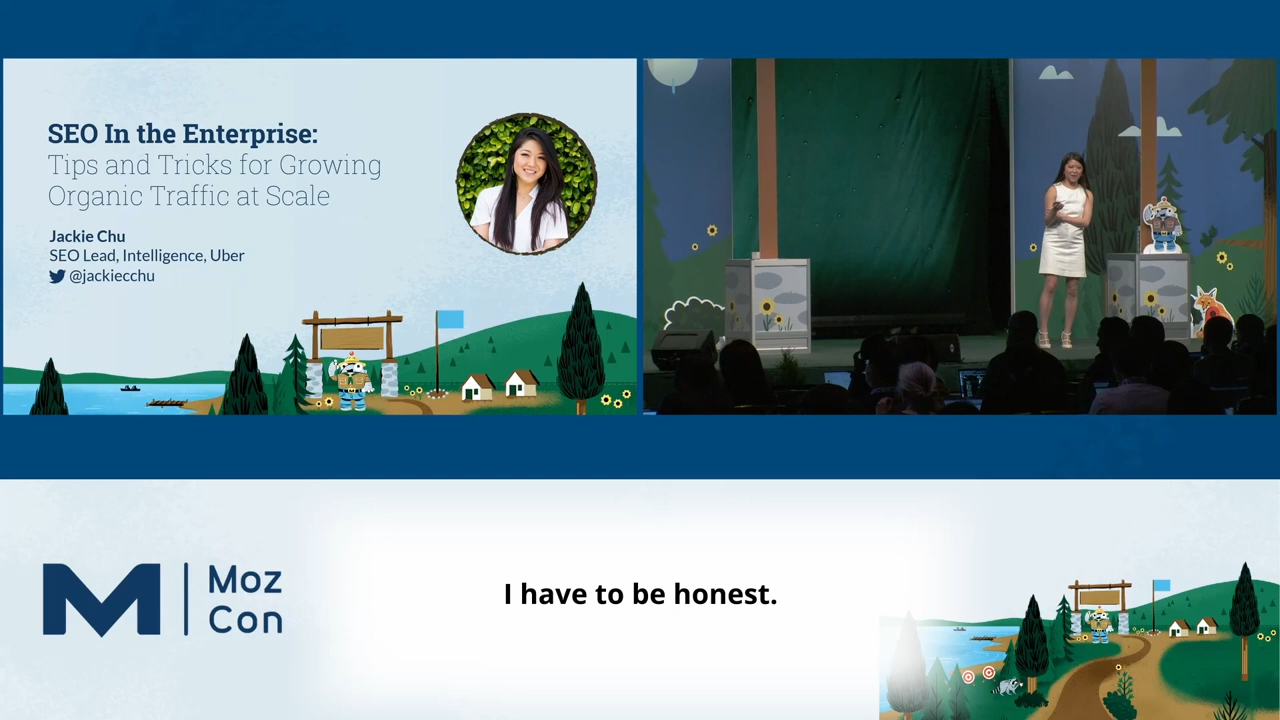 SEO In the Enterprise:
Tips and Tricks for Growing
Organic Traffic at Scale
Jackie Chu
SEO Lead, Intelligence, Uber
@jackiecchu
M
Moz
Con
I have to be honest.